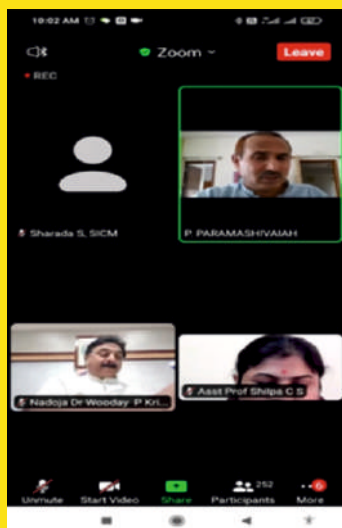 10:02 AM
Zoom
Leave
REC
Sharada S, SICM
P PARAMASHIVAIAH
Nadoja Dr Wooday P Kri...
Asst Prof Shilpa C S
252
6
Unmute
Start Video
Share
Participants
More